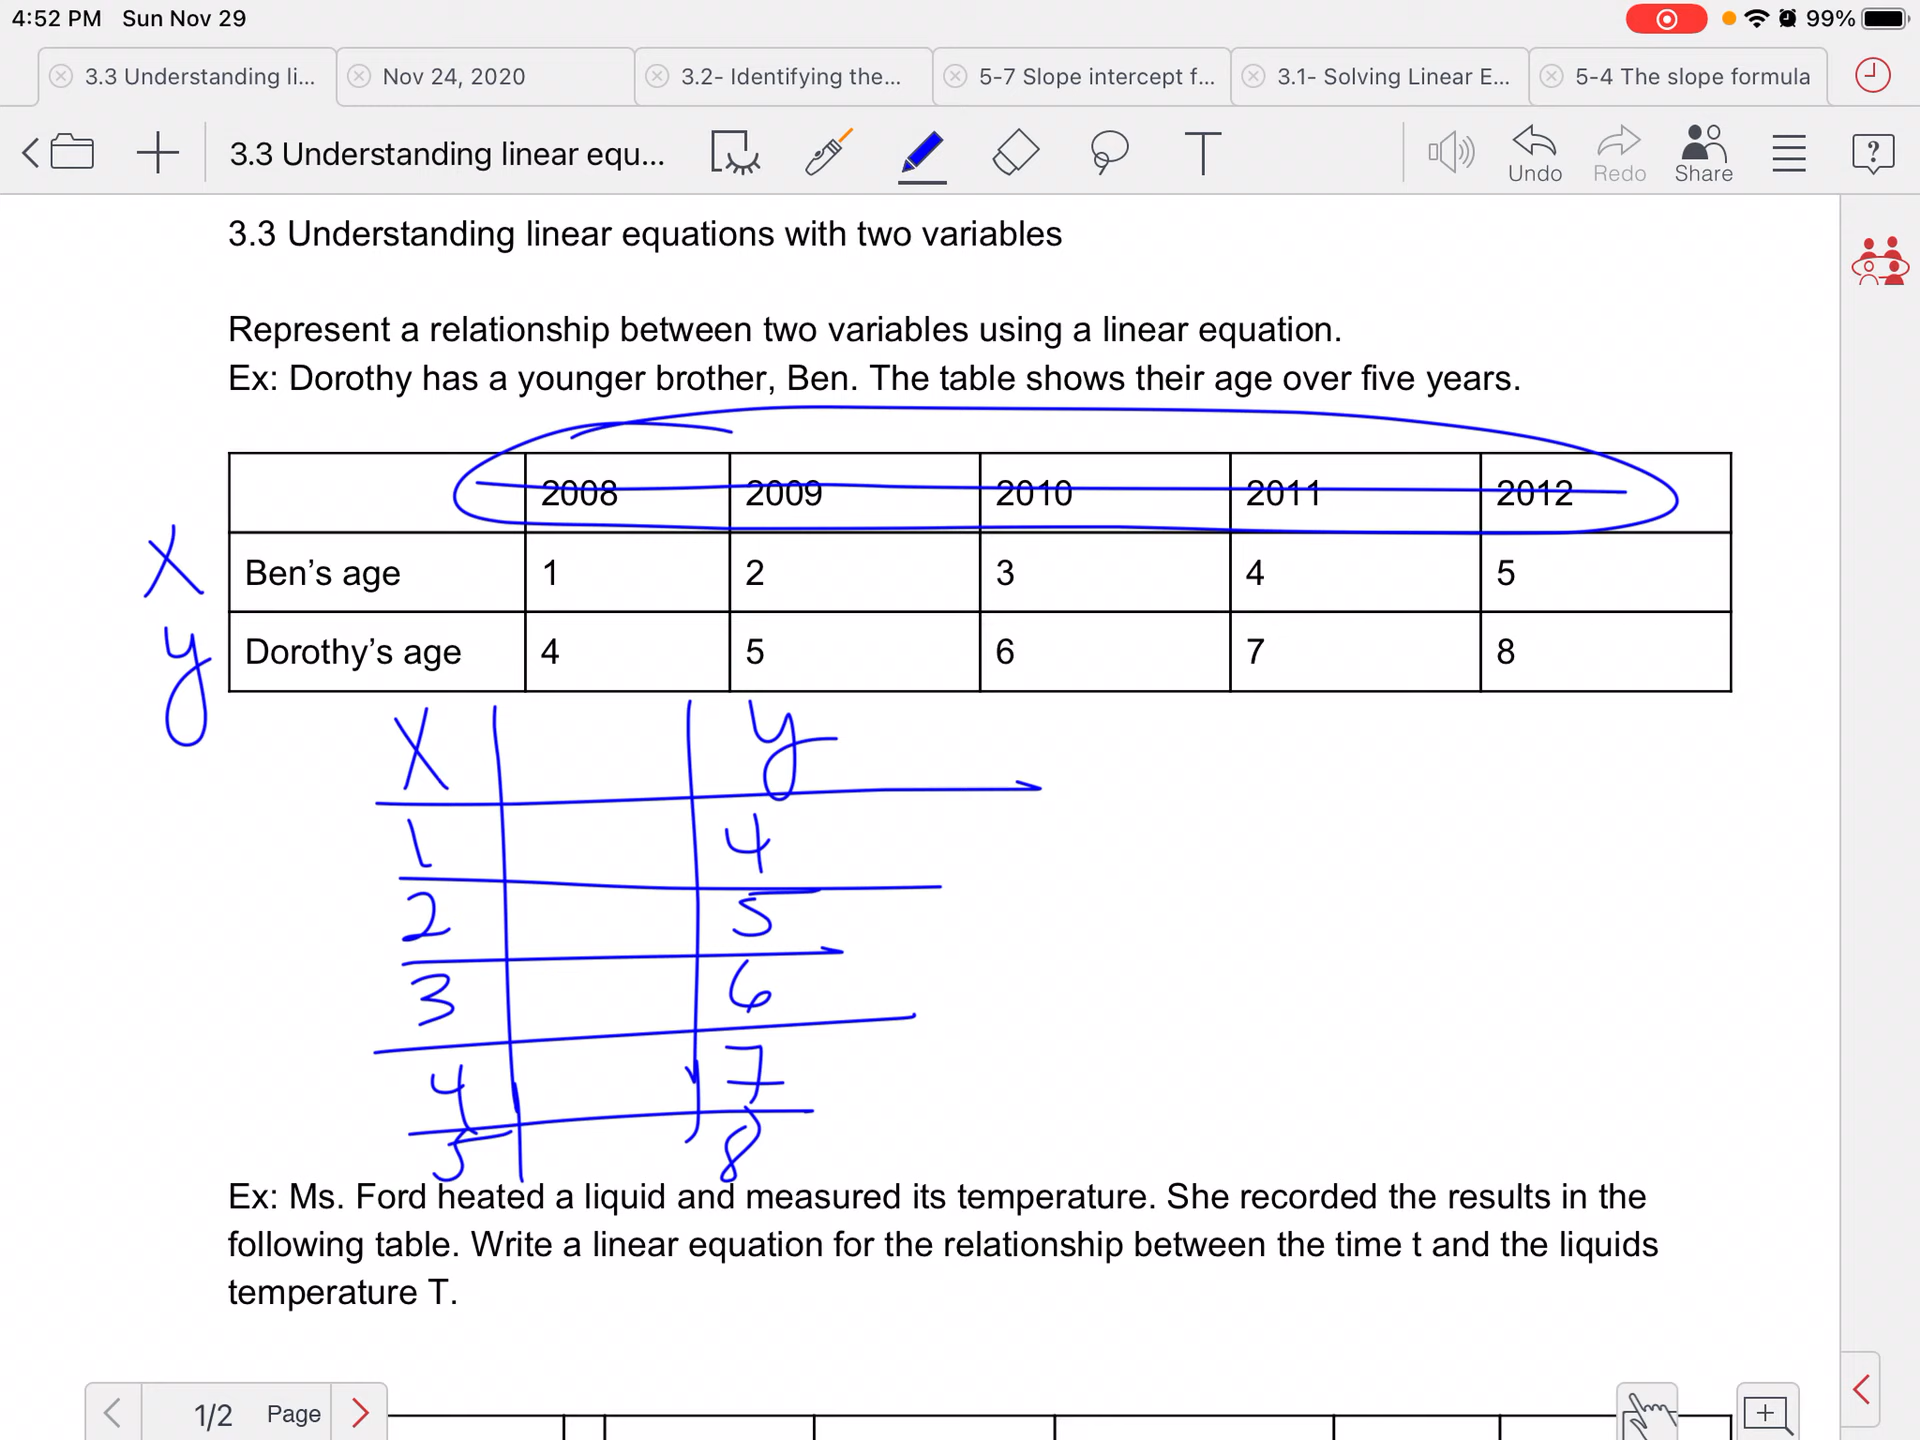 4:52 PM Sun Nov 29 99%
3.3 Understanding li... Nov 24, 2020 3.2- Identifying the... 5-7 Slope intercept f... 3.1- Solving Linear E... 5-4 The slope formula
3.3 Understanding linear equ... T Undo Redo Share ?
3.3 Understanding linear equations with two variables
Represent a relationship between two variables using a linear equation.
Ex: Dorothy has a younger brother, Ben. The table shows their age over five years.
2008 2009 2010 2011 2012
x Ben’s age 1 2 3 4 5
y Dorothy’s age 4 5 6 7 8
x y
1 4
2 5
3 6
4 7
5 8
Ex: Ms. Ford heated a liquid and measured its temperature. She recorded the results in the
following table. Write a linear equation for the relationship between the time t and the liquids
temperature T.
1/2 Page